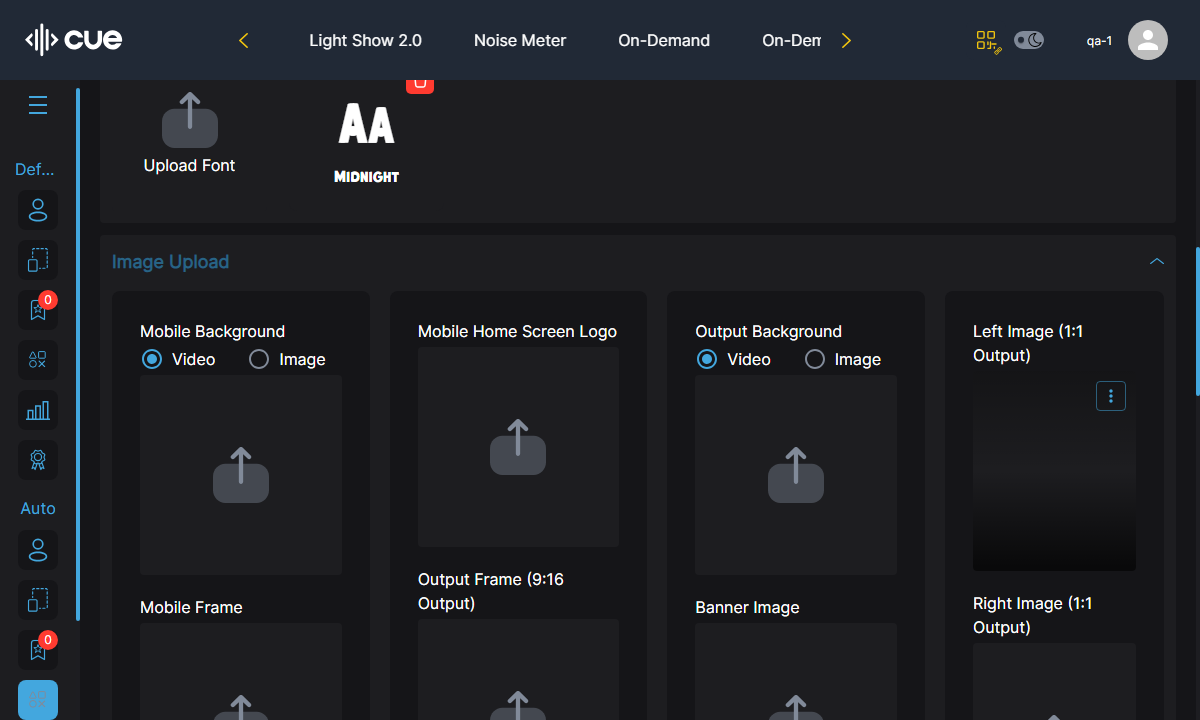 cue
Light Show 2.0
Noise Meter
On-Demand
On-Dem
qa-1
Def...
0
Auto
0
Upload Font
AA
MIDNIGHT
Image Upload
Mobile Background
Video
Image
Mobile Home Screen Logo
Output Background
Video
Image
Left Image (1:1
Output)
Mobile Frame
Output Frame (9:16
Output)
Banner Image
Right Image (1:1
Output)